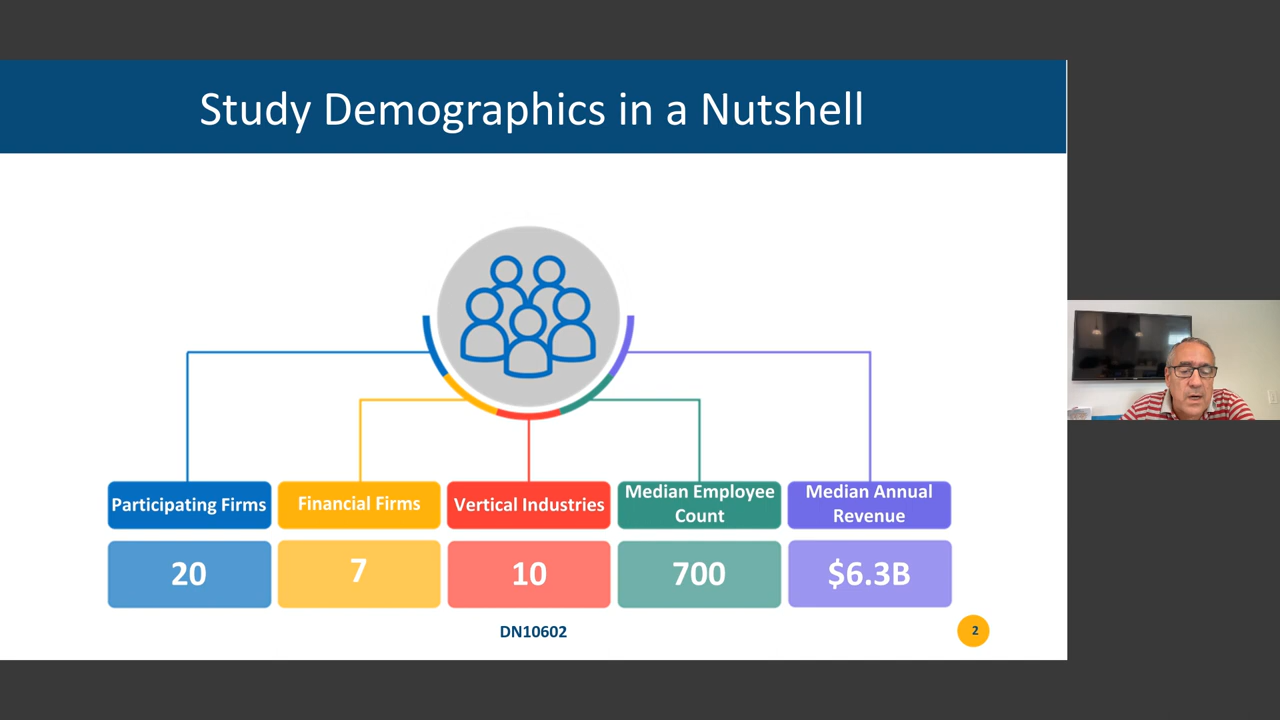 Study Demographics in a Nutshell
Participating Firms
20
Financial Firms
7
Vertical Industries
10
Median Employee
Count
700
Median Annual
Revenue
$6.3B
DN10602
2